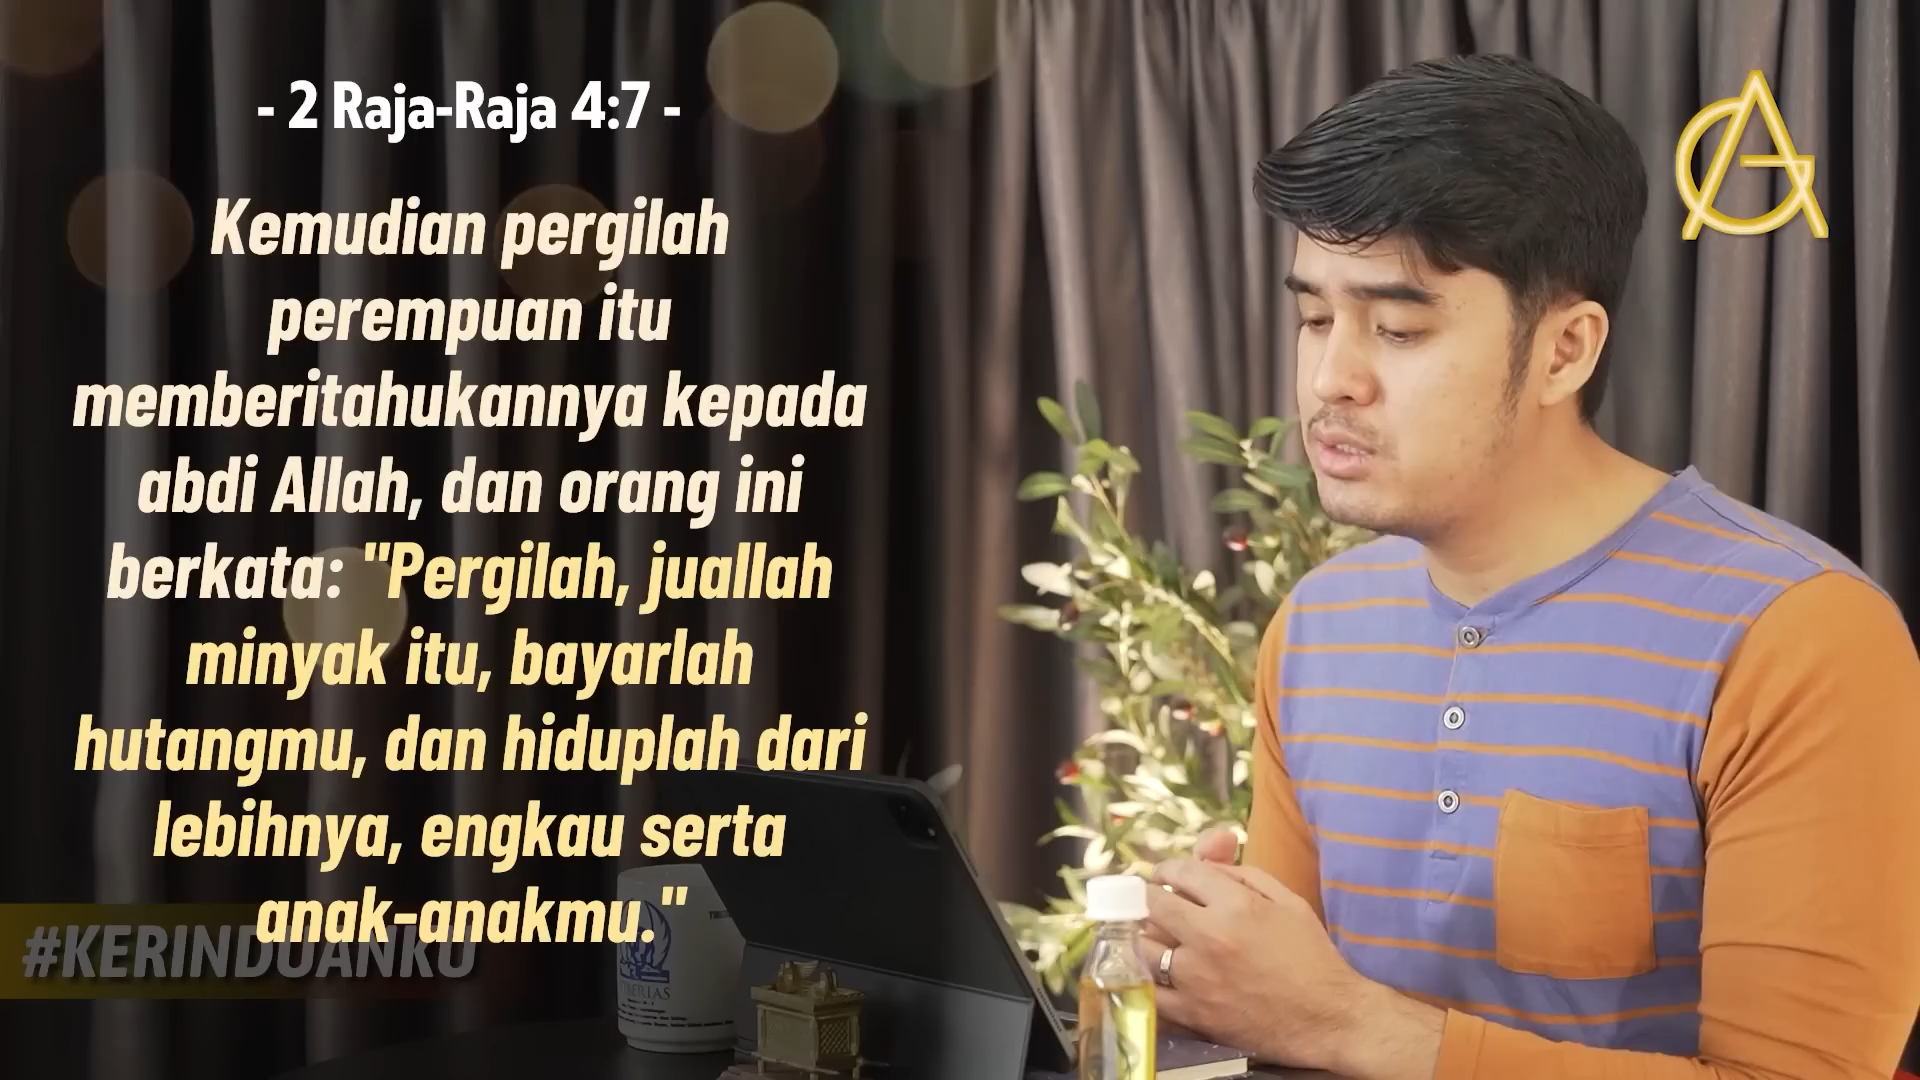 - 2 Raja-Raja 4:7 -
Kemudian pergilah
perempuan itu
memberitahukannya kepada
abdi Allah, dan orang ini
berkata: "Pergilah, juallah
minyak itu, bayarlah
hutangmu, dan hiduplah dari
lebihnya, engkau serta
anak-anakmu."
#KERINDUANKU